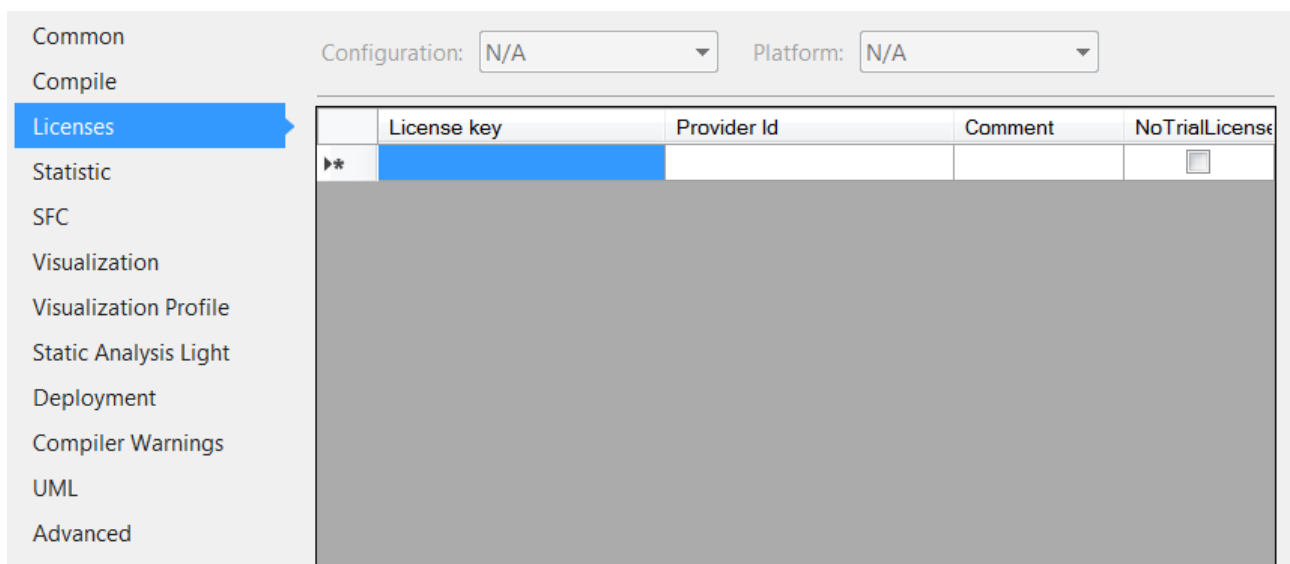 Common
Compile
Licenses
Statistic
SFC
Visualization
Visualization Profile
Static Analysis Light
Deployment
Compiler Warnings
UML
Advanced
Configuration: N/A Platform: N/A
License key Provider Id Comment NoTrialLicense